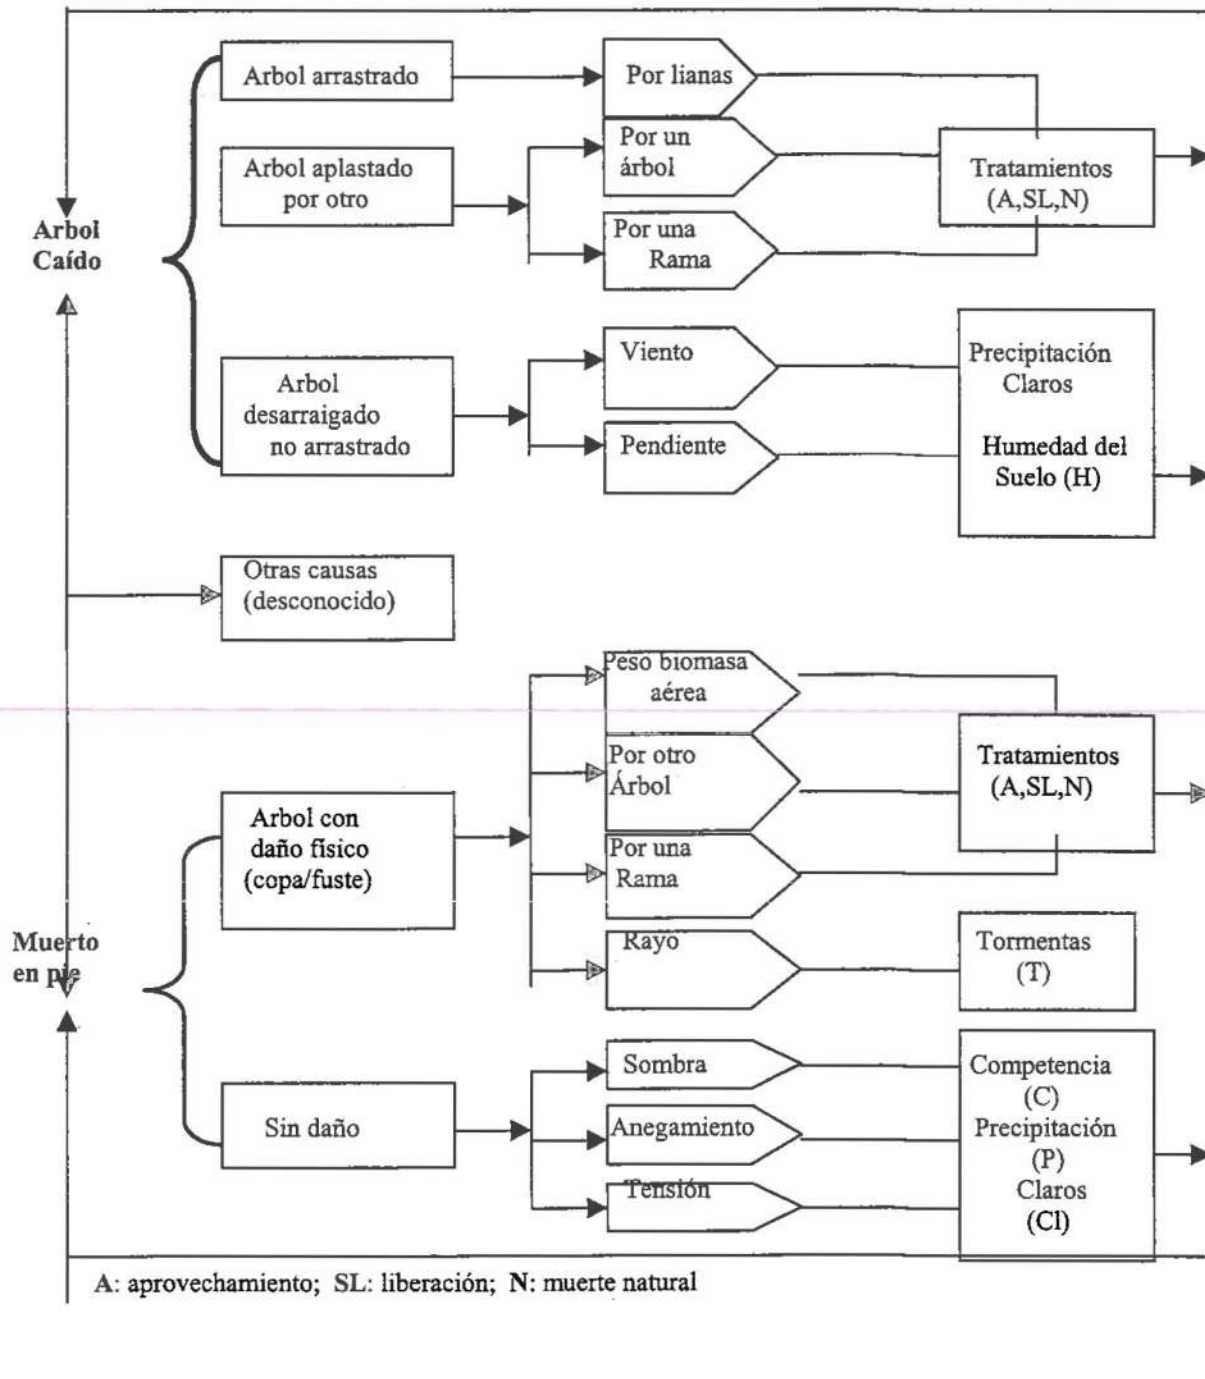 Arbol arrastrado
Por lianas
Arbol aplastado
por otro
Por un
árbol
Por una
Rama
Tratamientos
(A,SL,N)
Arbol
Caído
Arbol
desarraigado
no arrastrado
Viento
Pendiente
Precipitación
Claros
Humedad del
Suelo (H)
Otras causas
(desconocido)
Peso biomasa
aérea
Por otro
Árbol
Por una
Rama
Rayo
Arbol con
daño físico
(copa/fuste)
Tratamientos
(A,SL,N)
Tormentas
(T)
Muerto
en pie
Sin daño
Sombra
Anegamiento
Tensión
Competencia
(C)
Precipitación
(P)
Claros
(Cl)
A: aprovechamiento; SL: liberación; N: muerte natural